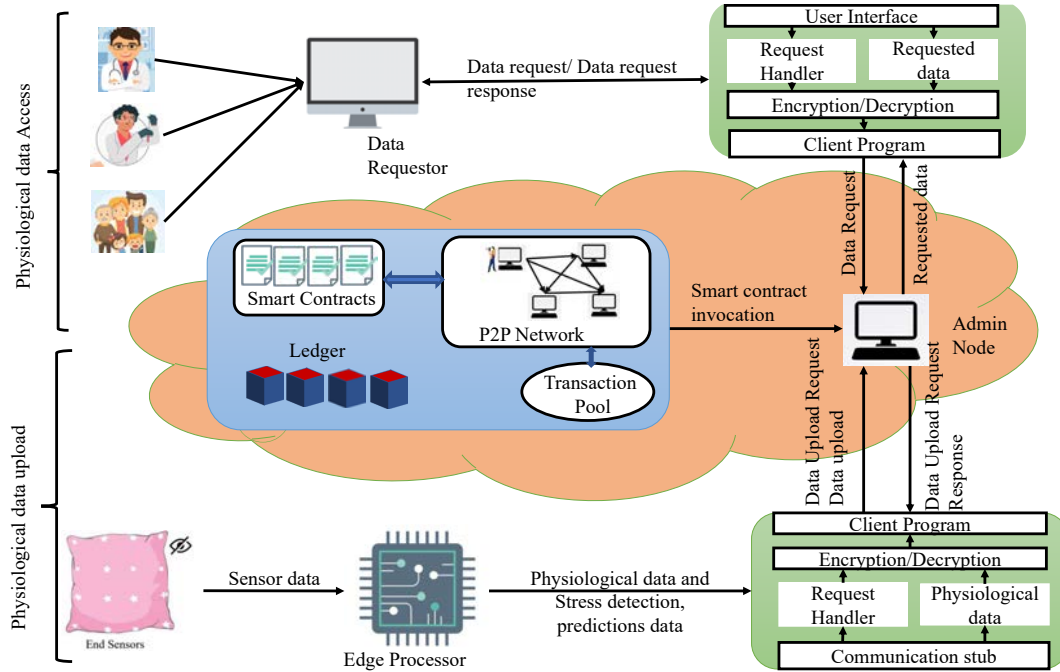 Physiological data Access
Data
Requestor
Data request/ Data request
response
User Interface
Request
Handler
Requested
data
Encryption/Decryption
Client Program
Data Request
Requested data
Smart Contracts
P2P Network
Ledger
Transaction
Pool
Smart contract
invocation
Admin
Node
Physiological data upload
Data Upload Request
Data upload
Data Upload Request
Response
End Sensors
Sensor data
Edge Processor
Physiological data and
Stress detection,
predictions data
Client Program
Encryption/Decryption
Request
Handler
Physiological
data
Communication stub